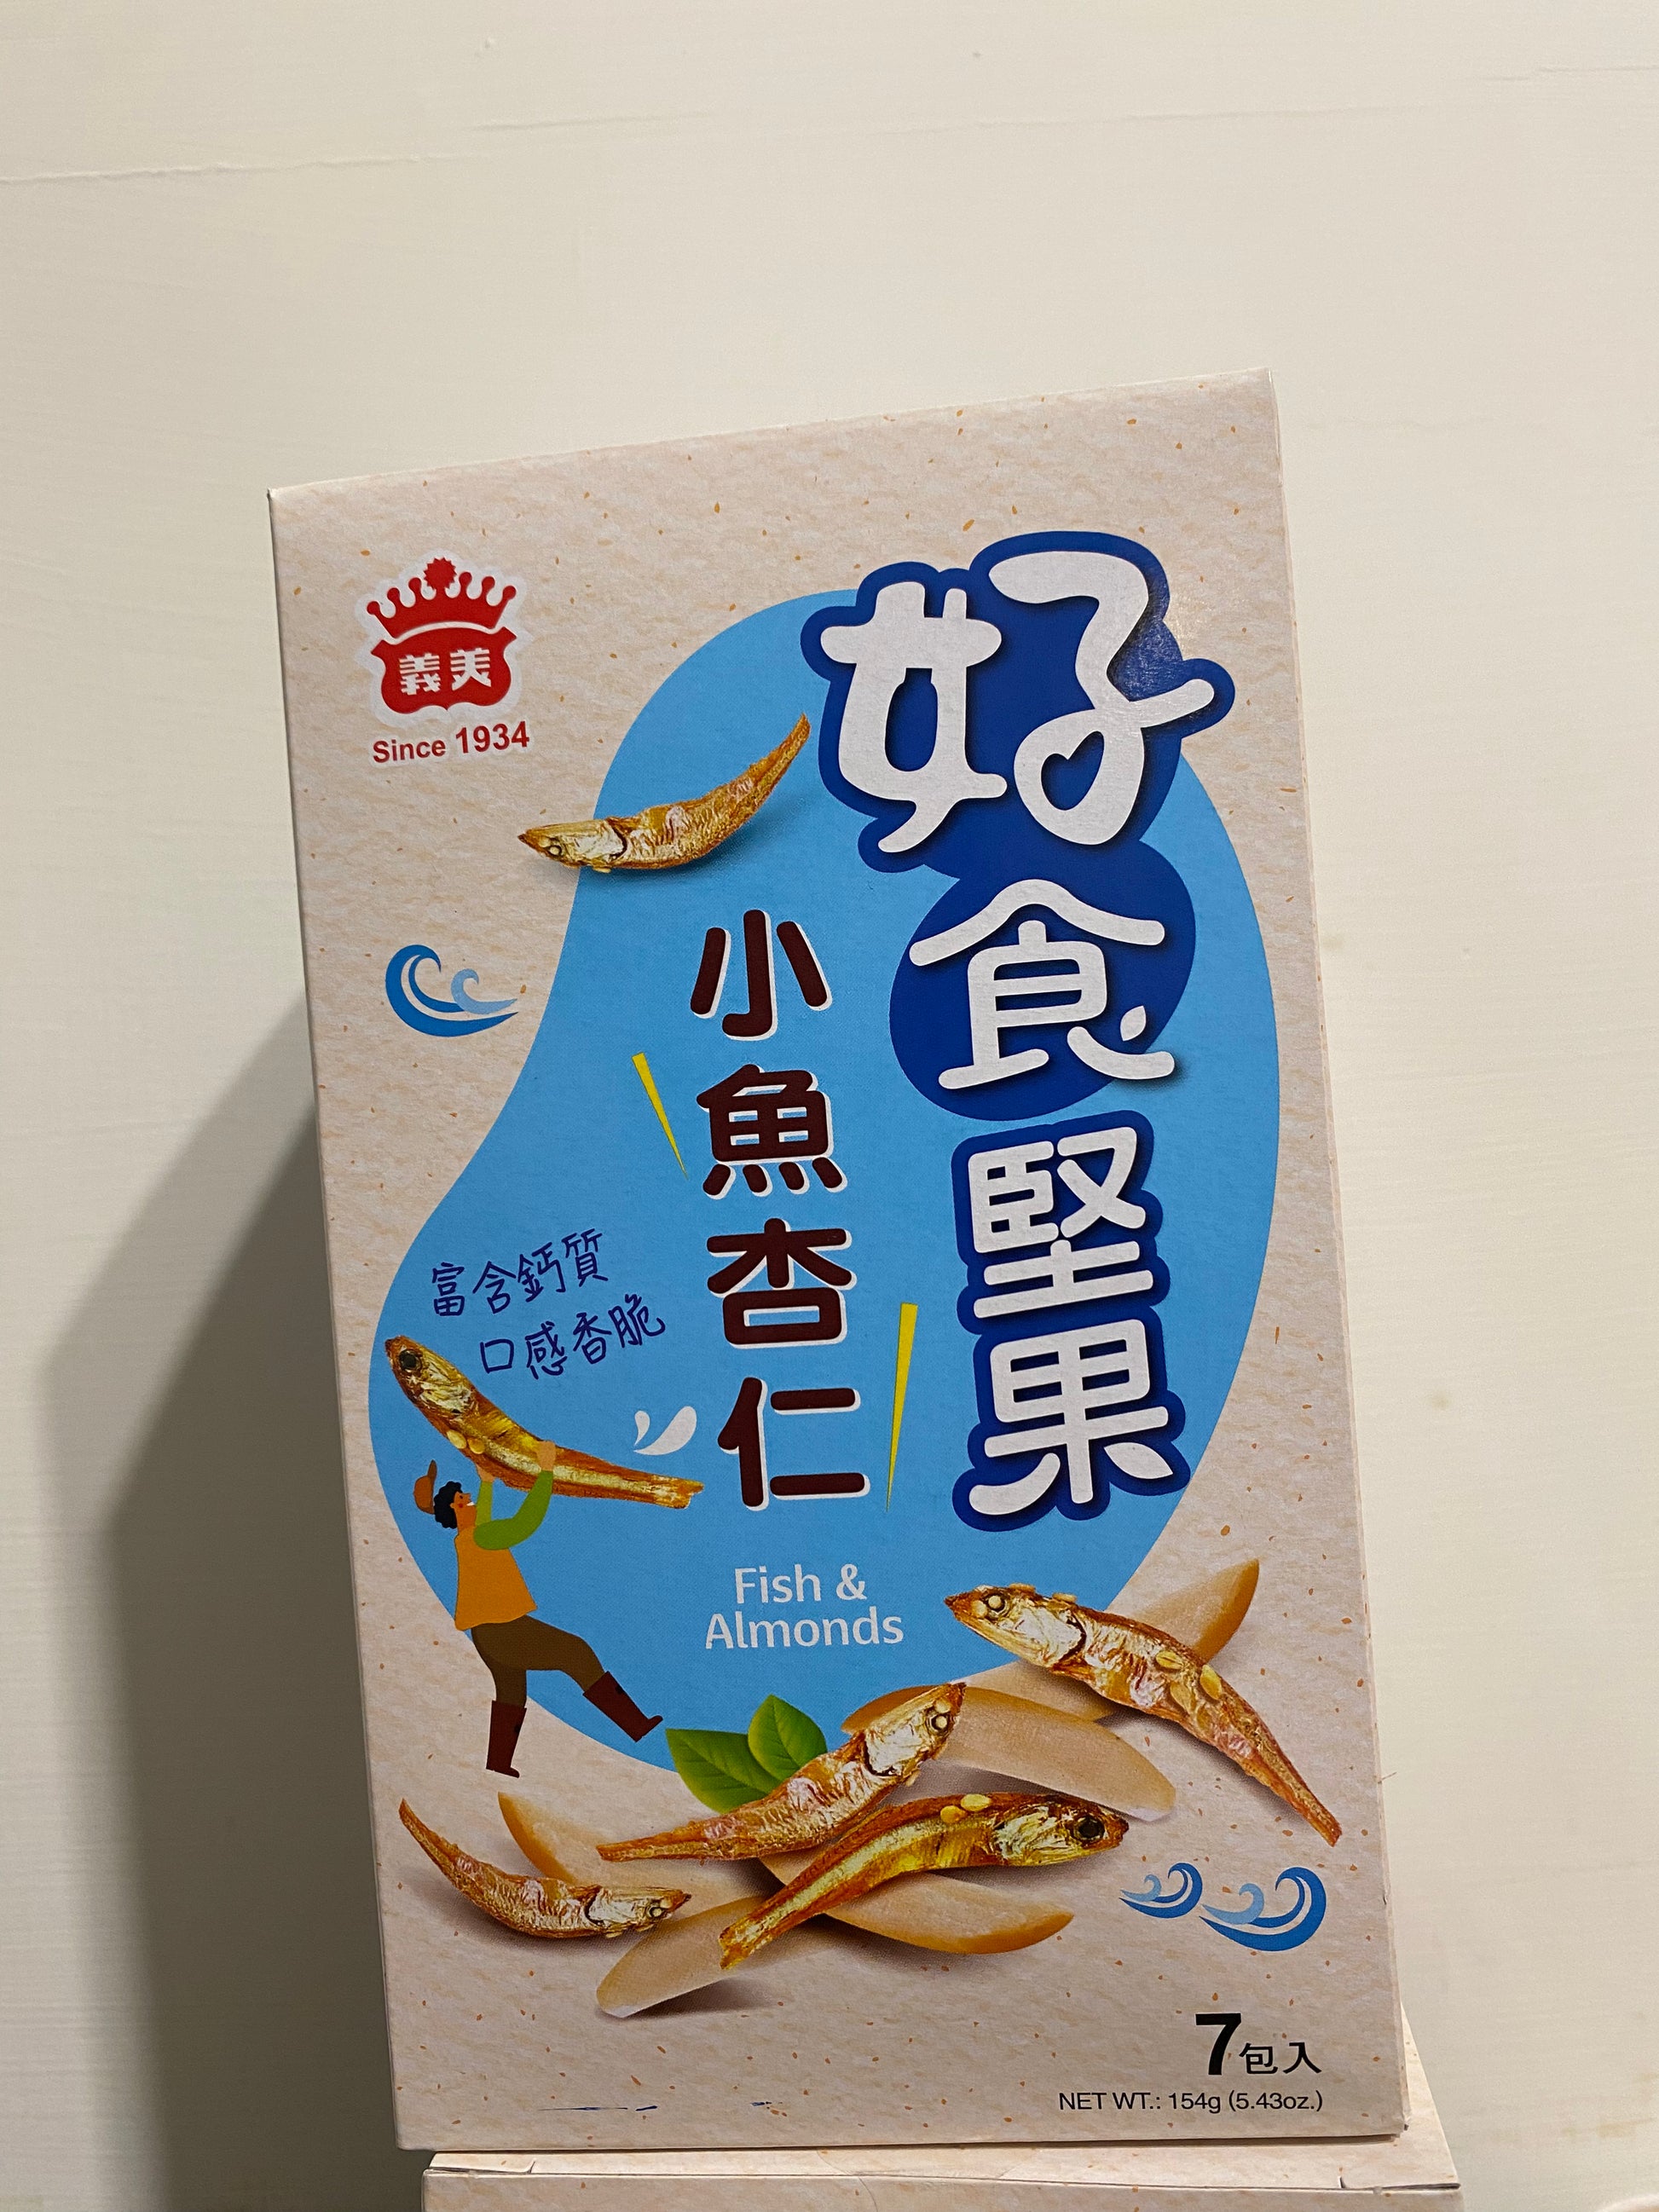 義美
Since 1934
好食堅果
小魚杏仁
富含鈣質
口感香脆
Fish &
Almonds
7包入
NET WT.: 154g (5.43oz.)